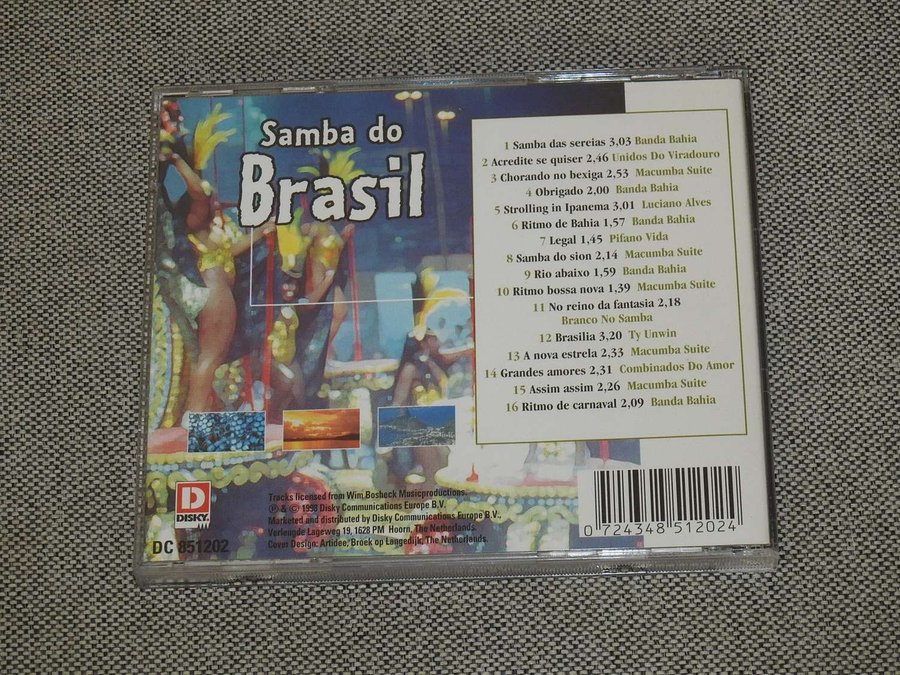 Samba do
Brasil
1 Samba das sereias 3,03 Banda Bahia
2 Acredite se quiser 2,46 Unidos Do Viradouro
3 Chorando no bexiga 2,53 Macumba Suite
4 Obrigado 2,00 Banda Bahia
5 Strolling in Ipanema 3,01 Luciano Alves
6 Ritmo de Bahia 1,57 Banda Bahia
7 Legal 1,45 Pifano Vida
8 Samba do sion 2,14 Macumba Suite
9 Rio abaixo 1,59 Banda Bahia
10 Ritmo bossa nova 1,39 Macumba Suite
11 No reino da fantasia 2,18
Branco No Samba
12 Brasilia 3,20 Ty Unwin
13 A nova estrela 2,33 Macumba Suite
14 Grandes amores 2,31 Combinados Do Amor
15 Assim assim 2,26 Macumba Suite
16 Ritmo de carnaval 2,09 Banda Bahia
D
DISKY
DC 851202
Tracks licensed from Wim Bosheck Musicproductions.
℗ & © 1998 Disky Communications Europe B.V.
Marketed and distributed by Disky Communications Europe B.V.,
Verlengde Lageweg 19, 1628 PM Hoorn, The Netherlands.
Cover Design: Artidee, Broek op Langedijk, The Netherlands.
0 724348 512024